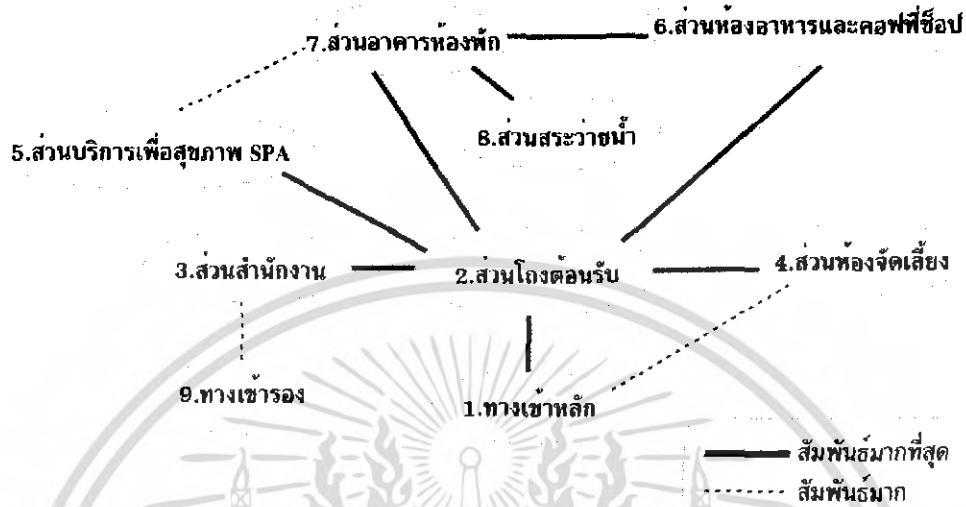 6.ส่วนห้องอาหารและคอฟที่ช็อป
7.ส่วนอาคารห้องพัก
8.ส่วนสระว่ายน้ำ
5.ส่วนบริการเพื่อสุขภาพ SPA
3.ส่วนสำนักงาน
2.ส่วนโถงต้อนรับ
4.ส่วนห้องจัดเลี้ยง
9.ทางเข้ารอง
1.ทางเข้าหลัก
สัมพันธ์มากที่สุด
สัมพันธ์มาก